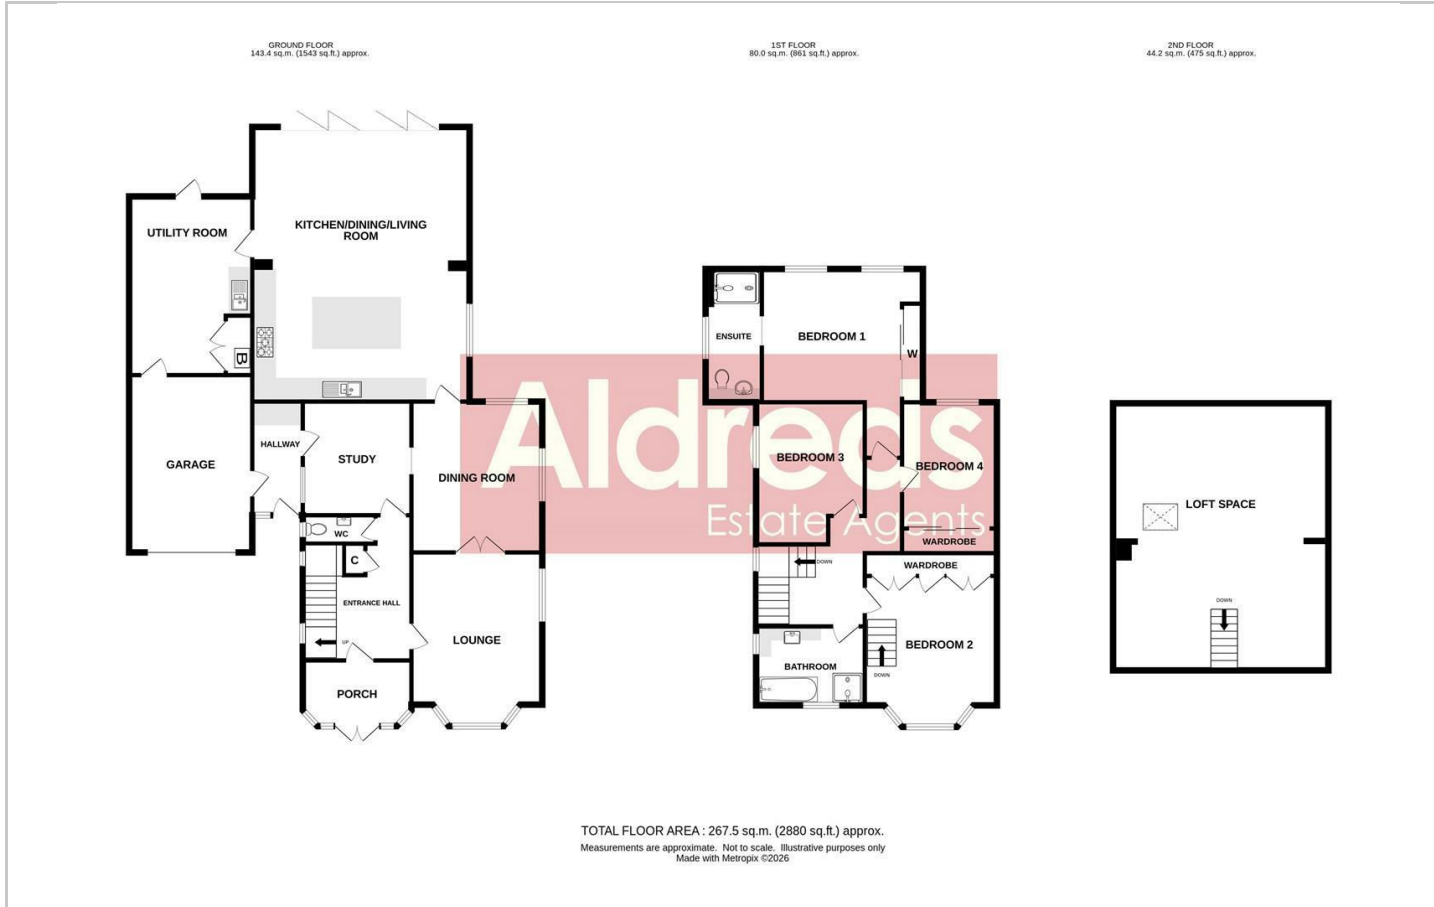 GROUND FLOOR
143.4 sq.m. (1543 sq.ft.) approx.
1ST FLOOR
80.0 sq.m. (861 sq.ft.) approx.
2ND FLOOR
44.2 sq.m. (475 sq.ft.) approx.
UTILITY ROOM
KITCHEN/DINING/LIVING
ROOM
B
GARAGE
HALLWAY
STUDY
DINING ROOM
WC
C
ENTRANCE HALL
UP
LOUNGE
PORCH
ENSUITE
BEDROOM 1
W
BEDROOM 3
BEDROOM 4
WARDROBE
DOWN
WARDROBE
BEDROOM 2
DOWN
BATHROOM
LOFT SPACE
DOWN
Aldreds
Estate Agents
TOTAL FLOOR AREA : 267.5 sq.m. (2880 sq.ft.) approx.
Measurements are approximate. Not to scale. Illustrative purposes only
Made with Metropix ©2026